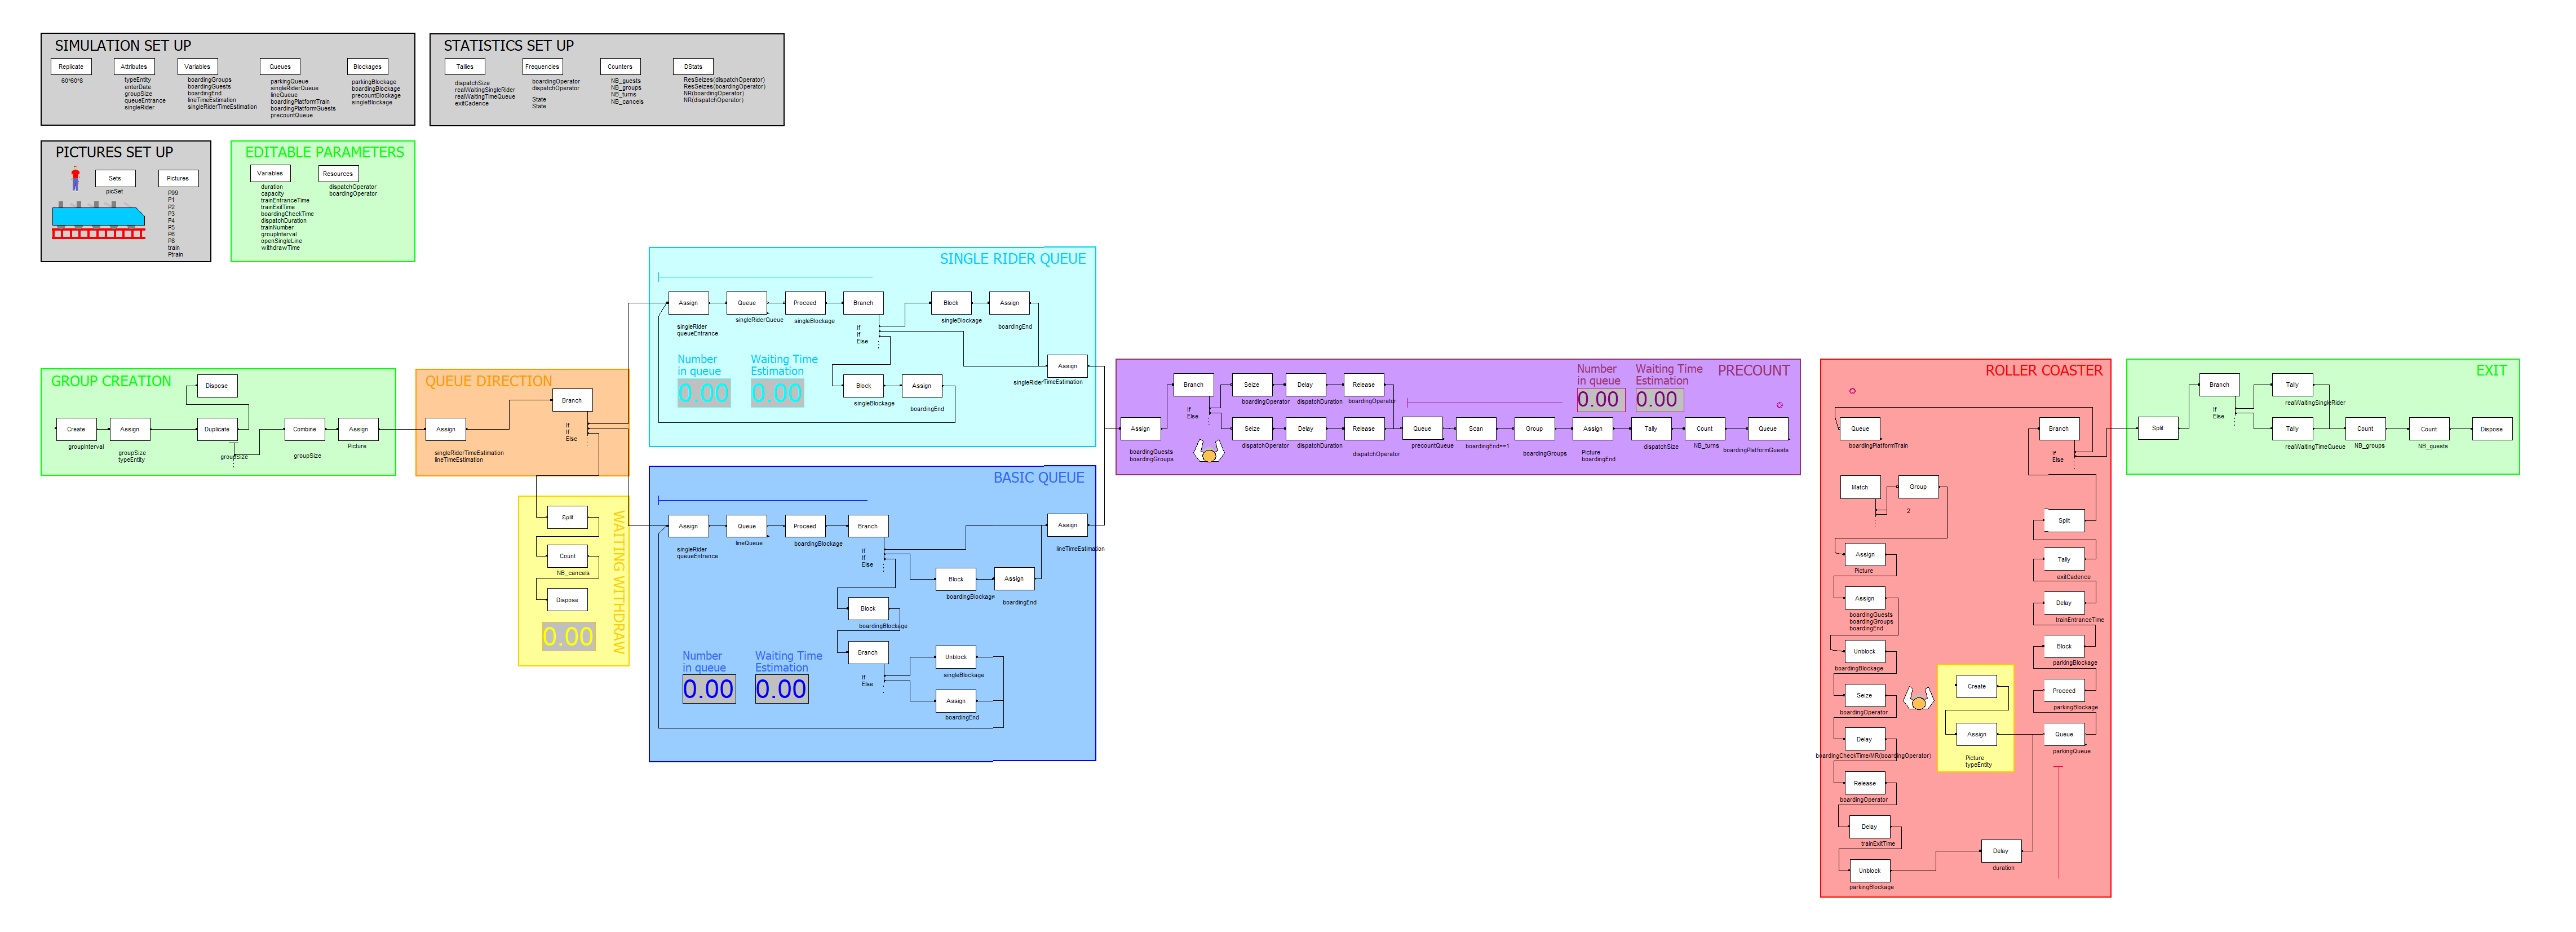 SIMULATION SET UP
Replicate
60*60*8
Attributes
typeEntity
enterDate
groupSize
queueEntrance
singleRider
Variables
boardingGroups
boardingGuests
boardingEnd
lineTimeEstimation
singleRiderTimeEstimation
Queues
parkingQueue
singleRiderQueue
lineQueue
boardingPlatformTrain
boardingPlatformGuests
precountQueue
Blockages
parkingBlockage
boardingBlockage
precountBlockage
singleBlockage
STATISTICS SET UP
Tallies
dispatchSize
realWaitingSingleRider
realWaitingTimeQueue
exitCadence
Frequencies
boardingOperator
dispatchOperator
State
State
Counters
NB_guests
NB_groups
NB_turns
NB_cancels
DStats
ResSeizes(dispatchOperator)
ResSeizes(boardingOperator)
NR(boardingOperator)
NR(dispatchOperator)
PICTURES SET UP
Sets
picSet
Pictures
P99
P1
P2
P3
P4
P5
P6
P8
train
Ptrain
EDITABLE PARAMETERS
Variables
duration
capacity
trainEntranceTime
trainExitTime
boardingCheckTime
dispatchDuration
trainNumber
groupInterval
openSingleLine
withdrawTime
Resources
dispatchOperator
boardingOperator
GROUP CREATION
Dispose
Create
groupInterval
Assign
groupSize
typeEntity
Duplicate
groupSize
Combine
groupSize
Assign
Picture
QUEUE DIRECTION
Assign
singleRiderTimeEstimation
lineTimeEstimation
Branch
If
If
Else
WAITING WITHDRAW
Split
Count
NB_cancels
Dispose
0.00
SINGLE RIDER QUEUE
Assign
singleRider
queueEntrance
Queue
singleRiderQueue
Proceed
singleBlockage
Branch
If
If
Else
Block
singleBlockage
Assign
boardingEnd
Number
in queue
0.00
Waiting Time
Estimation
0.00
Block
singleBlockage
Assign
boardingEnd
Assign
singleRiderTimeEstimation
BASIC QUEUE
Assign
singleRider
queueEntrance
Queue
lineQueue
Proceed
boardingBlockage
Branch
If
If
Else
Block
boardingBlockage
Assign
boardingEnd
Assign
lineTimeEstimation
Block
boardingBlockage
Branch
If
Else
Unblock
singleBlockage
Assign
boardingEnd
Number
in queue
0.00
Waiting Time
Estimation
0.00
PRECOUNT
Number
in queue
0.00
Waiting Time
Estimation
0.00
Assign
boardingGuests
boardingGroups
Branch
If
Else
Seize
boardingOperator
Delay
dispatchDuration
Release
boardingOperator
Seize
dispatchOperator
Delay
dispatchDuration
Release
dispatchOperator
Queue
precountQueue
Scan
boardingEnd==1
Group
boardingGroups
Assign
Picture
boardingEnd
Tally
dispatchSize
Count
NB_turns
Queue
boardingPlatformGuests
ROLLER COASTER
Queue
boardingPlatformTrain
Match
Group
2
Assign
Picture
Assign
boardingGuests
boardingGroups
boardingEnd
Unblock
boardingBlockage
Seize
boardingOperator
Delay
boardingCheckTime/MR(boardingOperator)
Release
boardingOperator
Delay
trainExitTime
Unblock
parkingBlockage
Delay
duration
Create
Assign
Picture
typeEntity
Branch
If
Else
Split
Tally
exitCadence
Delay
trainEntranceTime
Block
parkingBlockage
Proceed
parkingBlockage
Queue
parkingQueue
EXIT
Split
Branch
If
Else
Tally
realWaitingSingleRider
Tally
realWaitingTimeQueue
Count
NB_groups
Count
NB_guests
Dispose